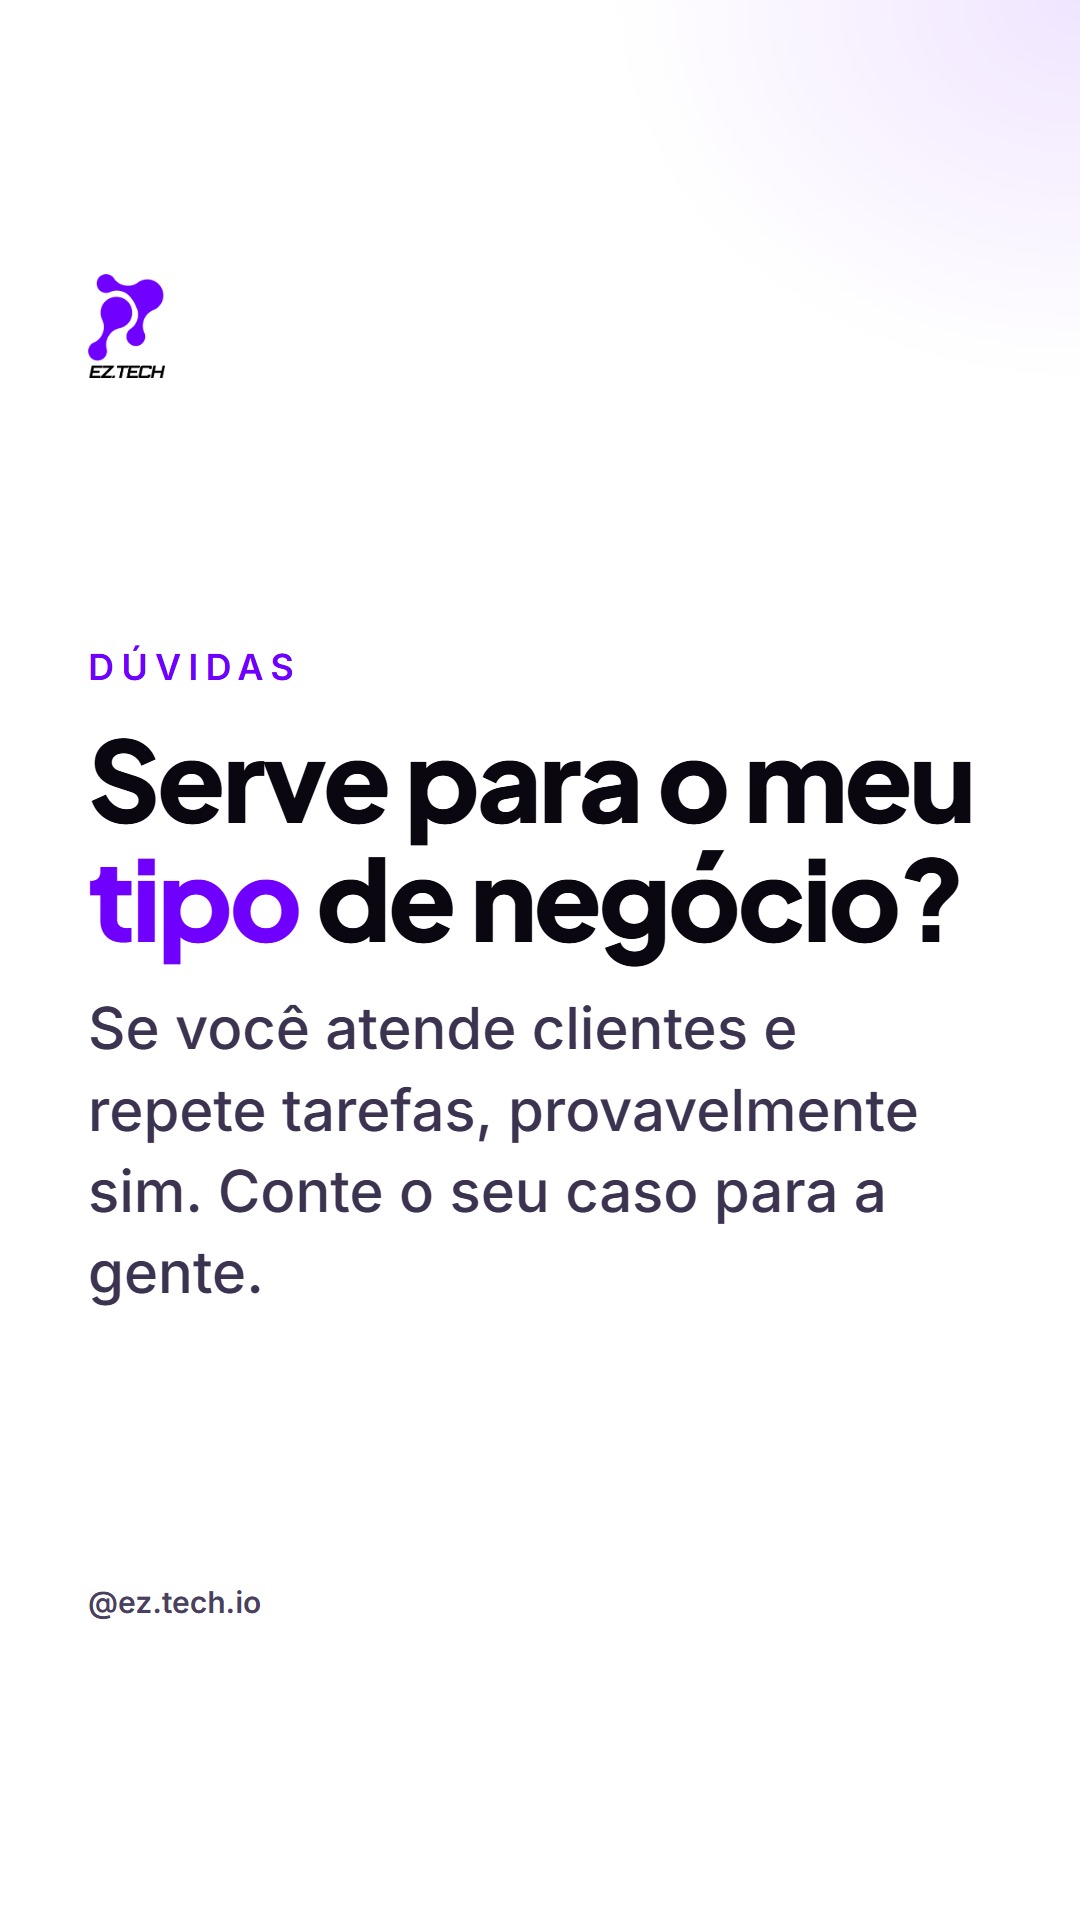 EZ.TECH
DÚVIDAS
Serve para o meu
tipo de negócio?
Se você atende clientes e
repete tarefas, provavelmente
sim. Conte o seu caso para a
gente.
@ez.tech.io